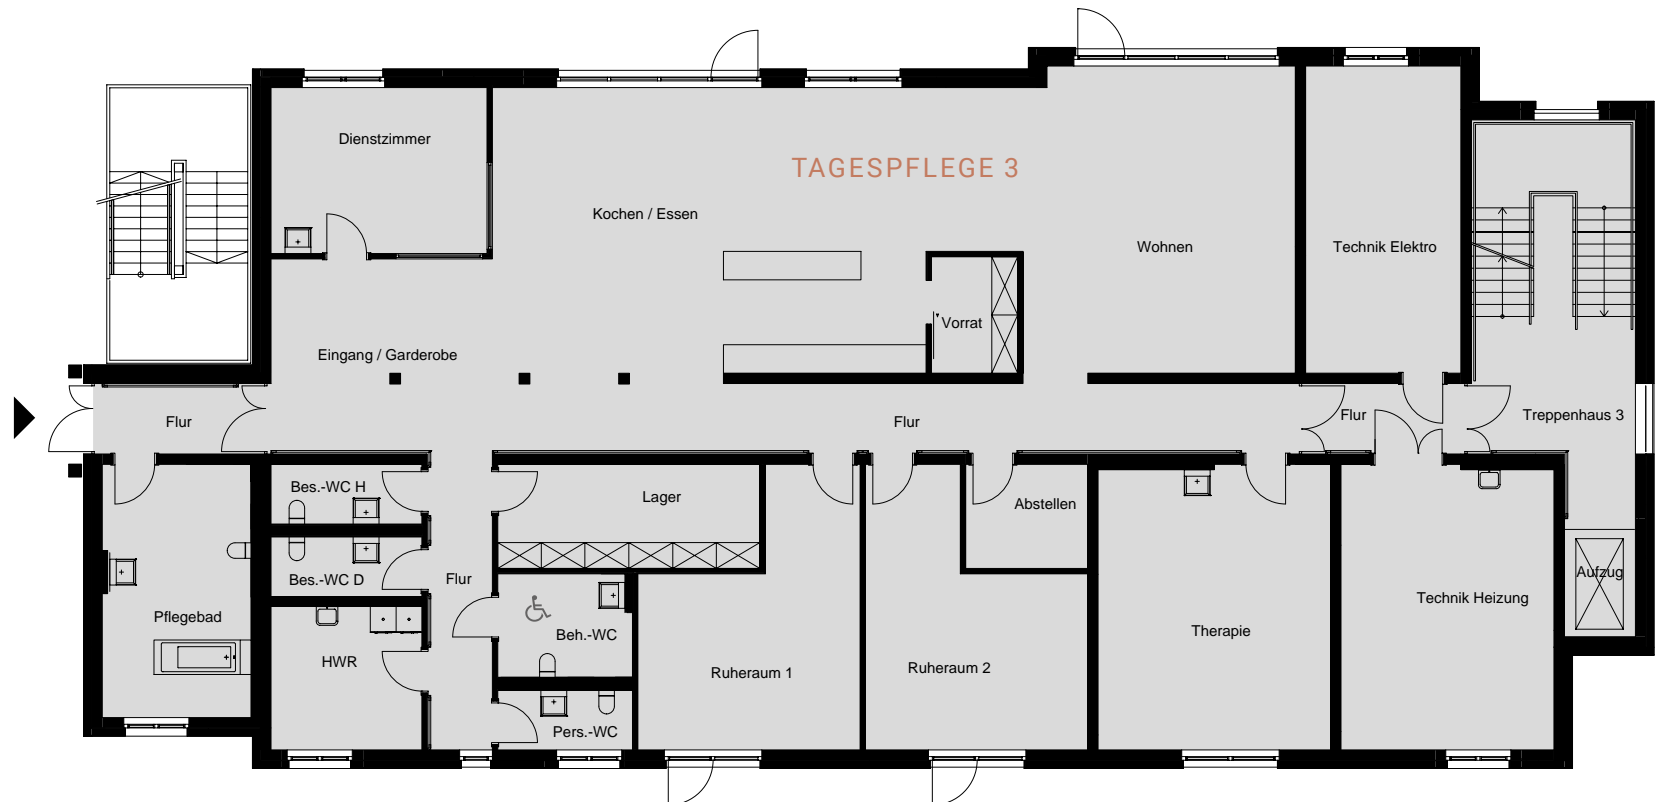 Dienstzimmer
TAGESPFLEGE 3
Kochen / Essen
Wohnen
Technik Elektro
Vorrat
Eingang / Garderobe
Flur
Flur
Flur
Treppenhaus 3
Bes.-WC H
Lager
Abstellen
Bes.-WC D
Flur
Aufzug
Technik Heizung
Pflegebad
Beh.-WC
Therapie
HWR
Ruheraum 1
Ruheraum 2
Pers.-WC